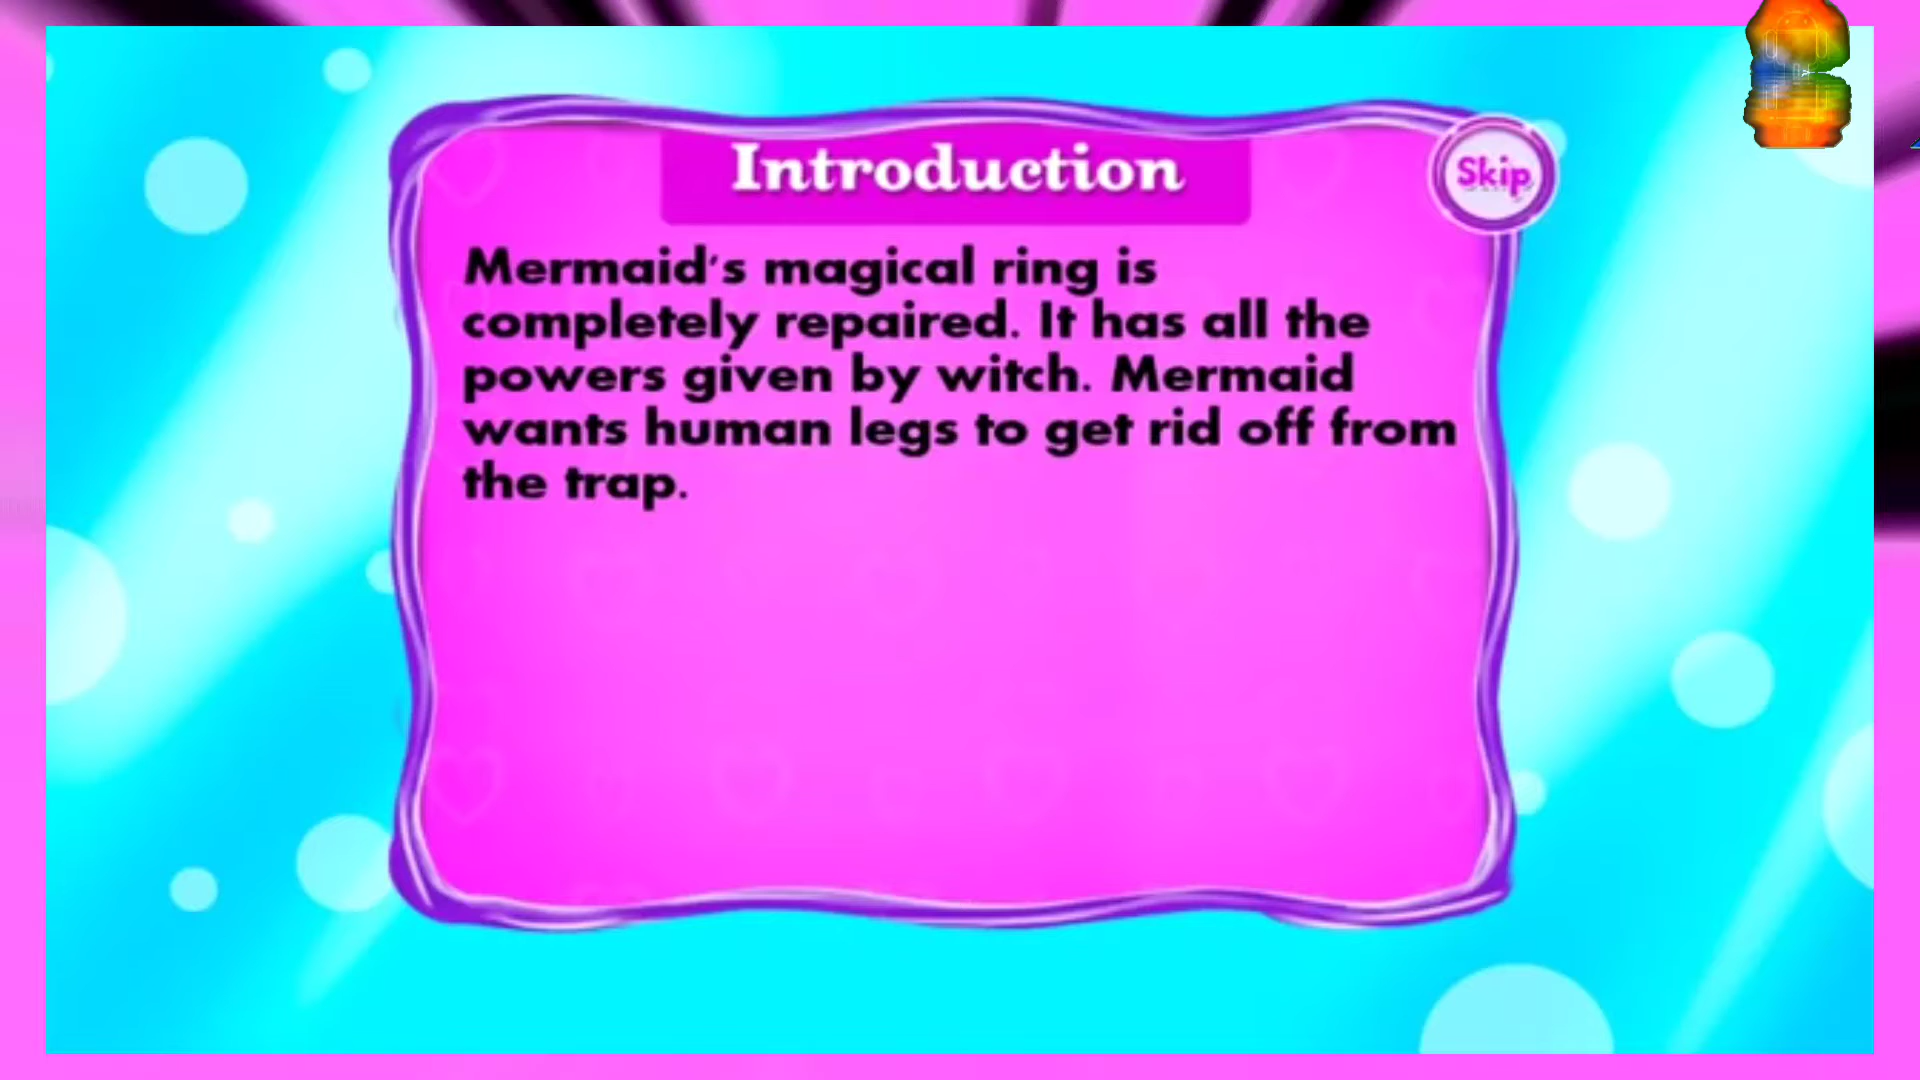 Introduction
Skip
Mermaid's magical ring is
completely repaired. It has all the
powers given by witch. Mermaid
wants human legs to get rid off from
the trap.